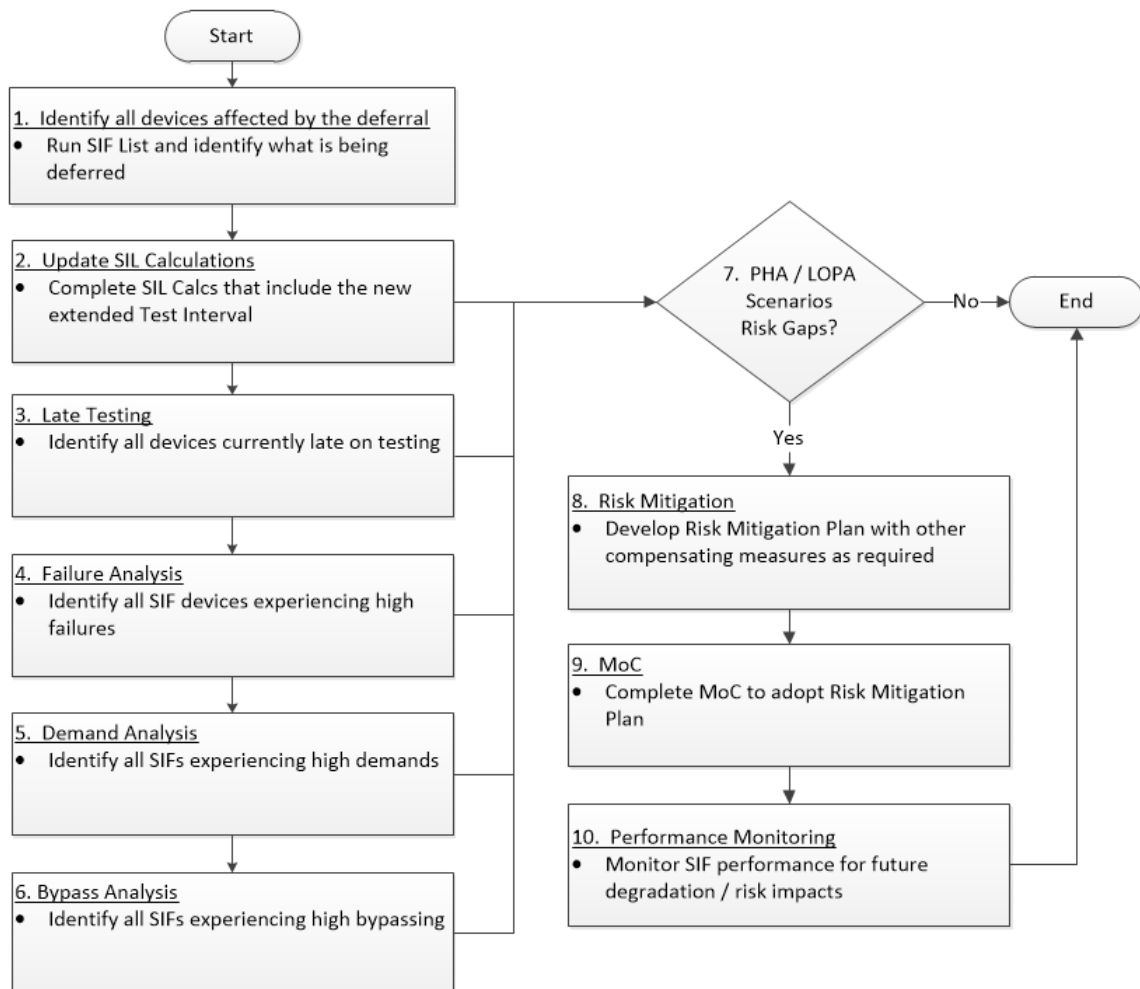 Start
1. Identify all devices affected by the deferral
• Run SIF List and identify what is being
deferred
2. Update SIL Calculations
• Complete SIL Calcs that include the new
extended Test Interval
3. Late Testing
• Identify all devices currently late on testing
4. Failure Analysis
• Identify all SIF devices experiencing high
failures
5. Demand Analysis
• Identify all SIFs experiencing high demands
6. Bypass Analysis
• Identify all SIFs experiencing high bypassing
7. PHA / LOPA
Scenarios
Risk Gaps?
No
End
Yes
8. Risk Mitigation
• Develop Risk Mitigation Plan with other
compensating measures as required
9. MoC
• Complete MoC to adopt Risk Mitigation
Plan
10. Performance Monitoring
• Monitor SIF performance for future
degradation / risk impacts